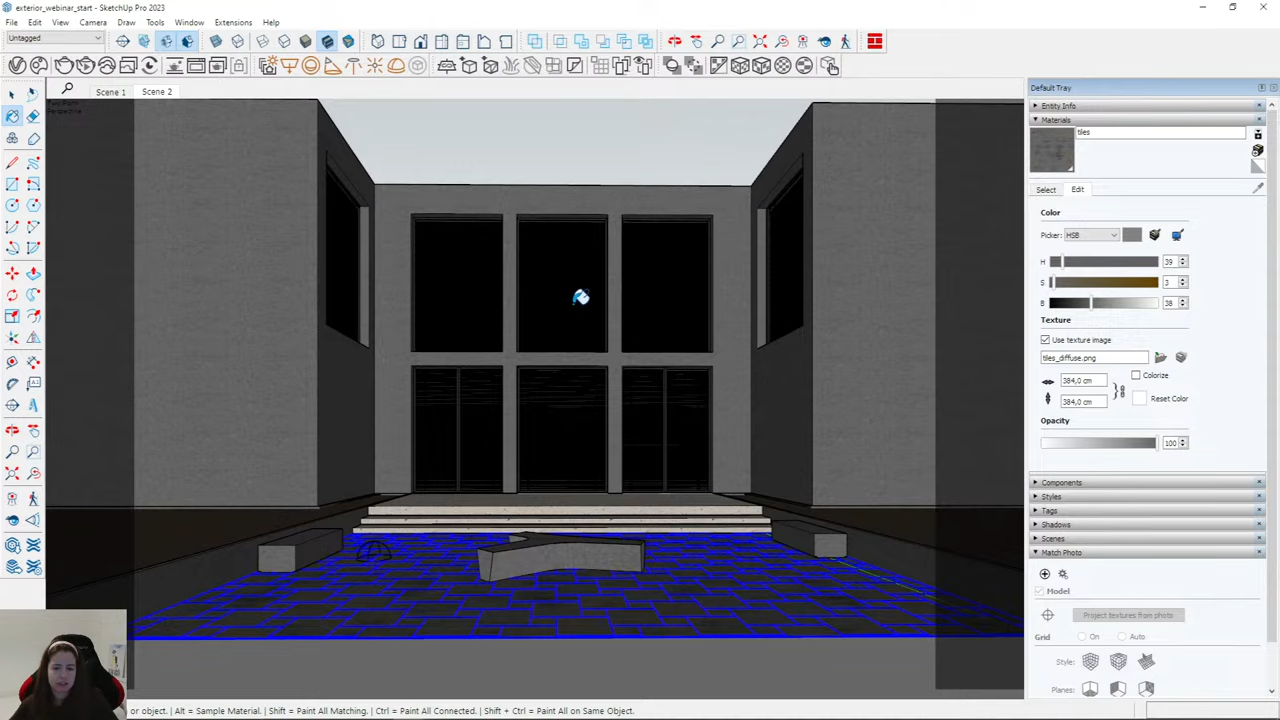 exterior_webinar_start - SketchUp Pro 2023
File Edit View Camera Draw Tools Window Extensions Help
Untagged
Scene 1 Scene 2
Two Point
Perspective
Default Tray
Entity Info
Materials
tiles
Select Edit
Color
Picker: HSB
H 39
S 3
B 38
Texture
Use texture image
tiles_diffuse.png
384,0 cm
Colorize
384,0 cm
Reset Color
Opacity
100
Components
Styles
Tags
Shadows
Scenes
Match Photo
Model
Project textures from photo
Grid On Auto
Style:
Planes:
or object. | Alt = Sample Material. | Shift = Paint All Matching. | Ctrl = Paint All Connected. | Shift + Ctrl = Paint All on Same Object.